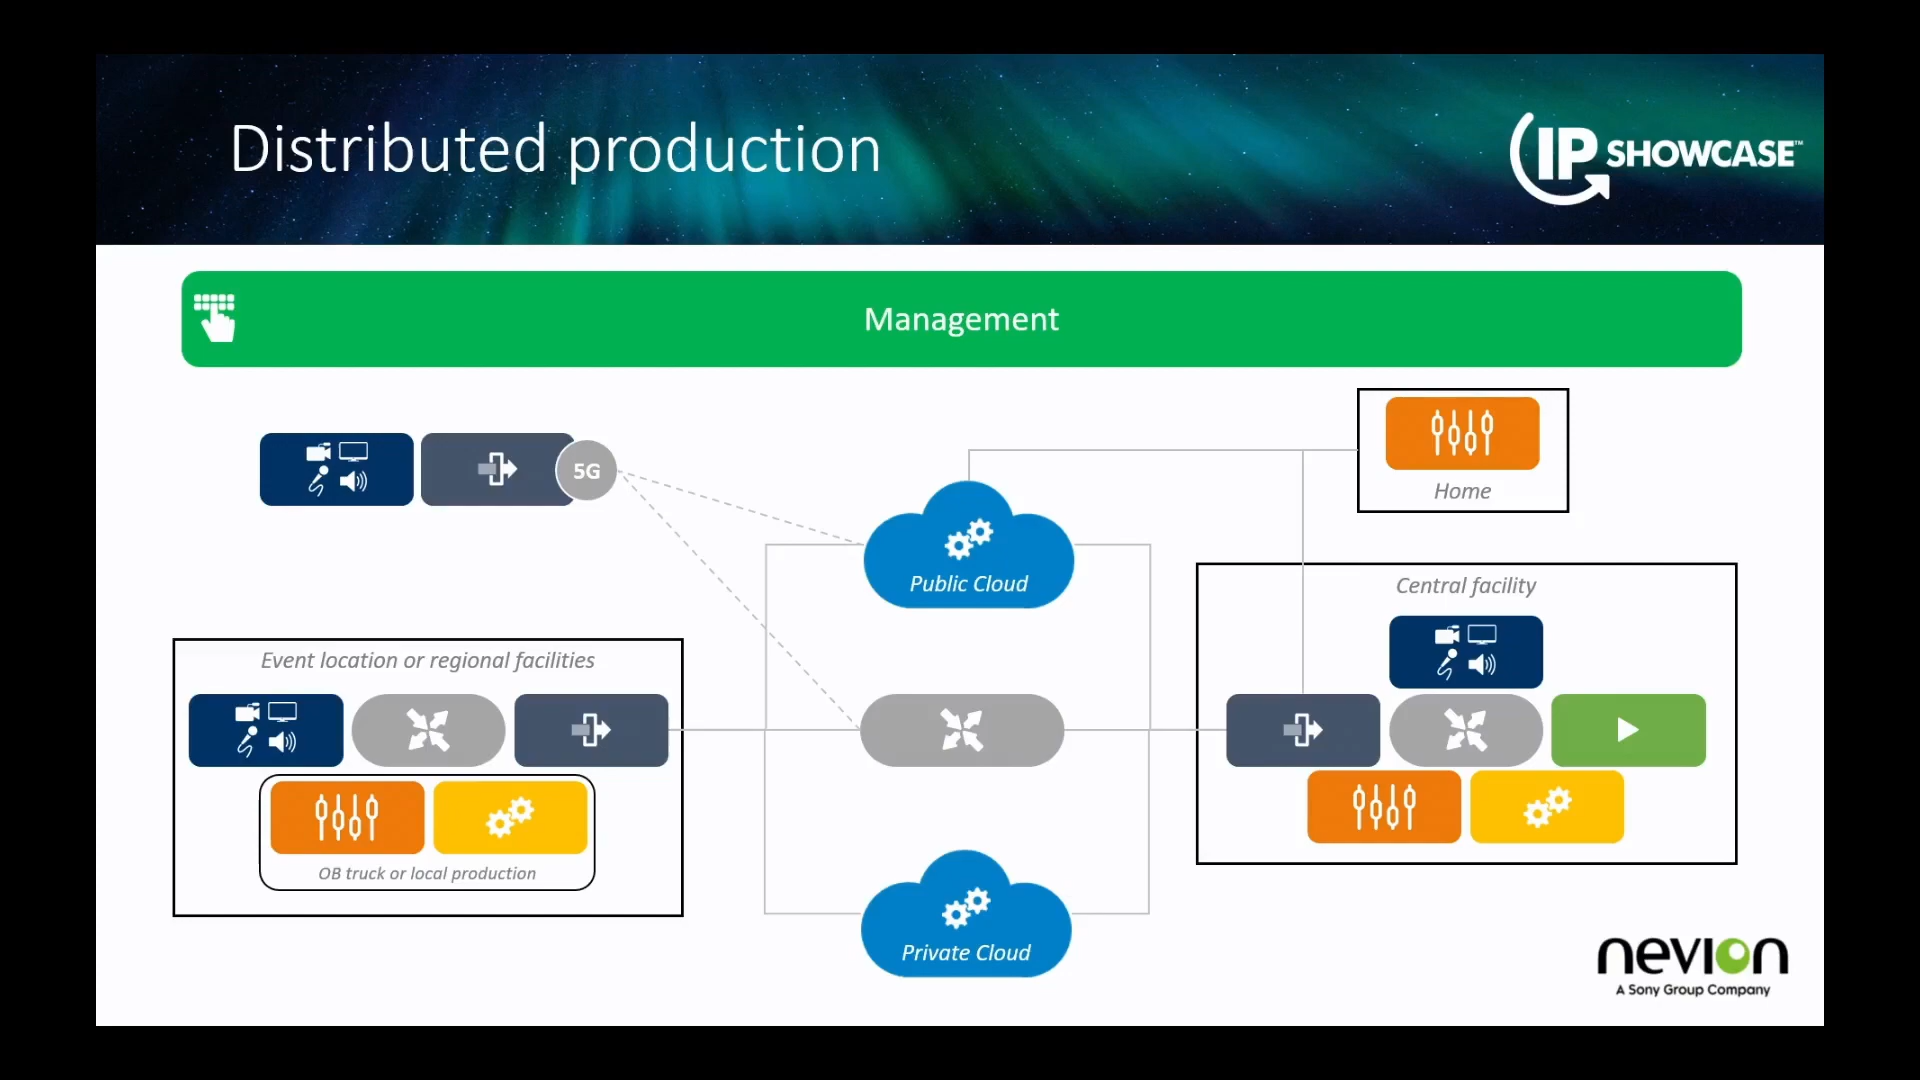 Distributed production
IP SHOWCASE™
Management
5G
Home
Public Cloud
Central facility
Event location or regional facilities
OB truck or local production
Private Cloud
nevion
A Sony Group Company